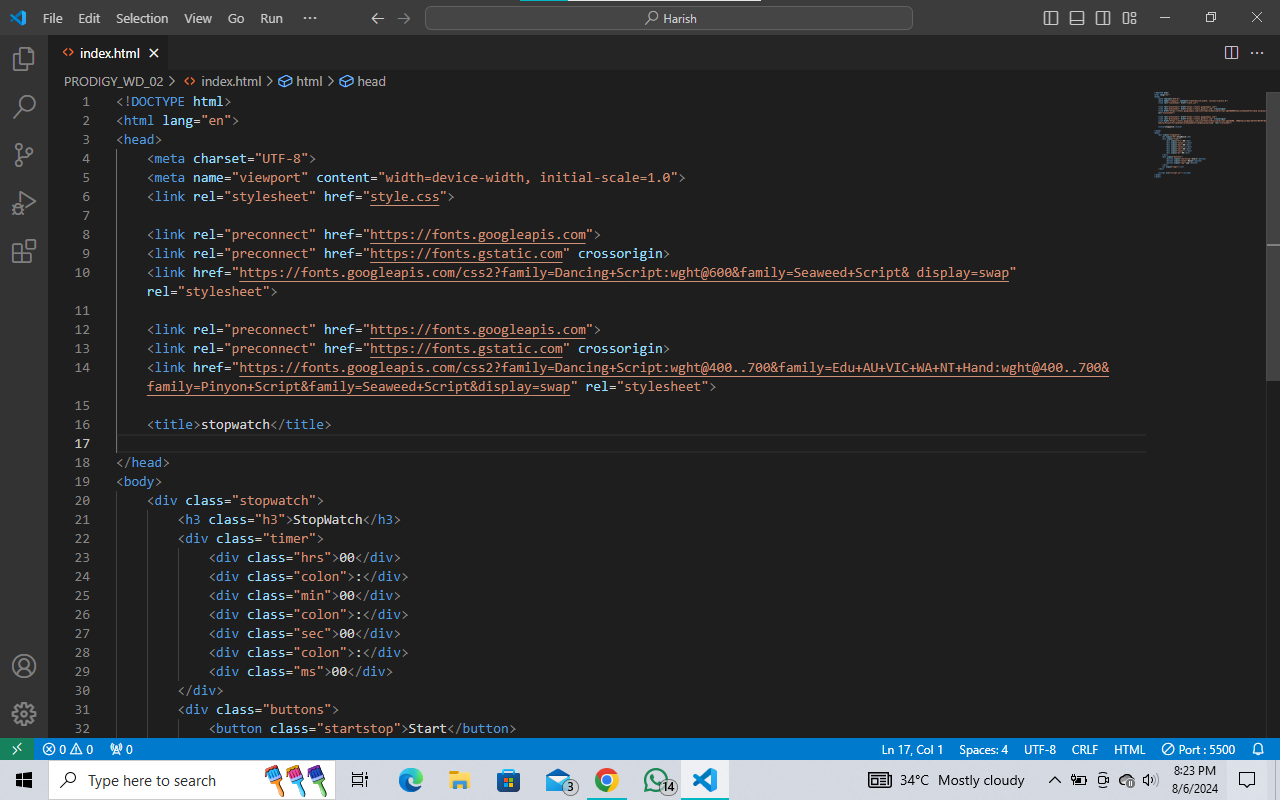 File Edit Selection View Go Run ··· Harish
index.html
PRODIGY_WD_02 > index.html > html > head
1 <!DOCTYPE html>
2 <html lang="en">
3 <head>
4 <meta charset="UTF-8">
5 <meta name="viewport" content="width=device-width, initial-scale=1.0">
6 <link rel="stylesheet" href="style.css">
7
8 <link rel="preconnect" href="https://fonts.googleapis.com">
9 <link rel="preconnect" href="https://fonts.gstatic.com" crossorigin>
10 <link href="https://fonts.googleapis.com/css2?family=Dancing+Script:wght@600&family=Seaweed+Script& display=swap"
rel="stylesheet">
11
12 <link rel="preconnect" href="https://fonts.googleapis.com">
13 <link rel="preconnect" href="https://fonts.gstatic.com" crossorigin>
14 <link href="https://fonts.googleapis.com/css2?family=Dancing+Script:wght@400..700&family=Edu+AU+VIC+WA+NT+Hand:wght@400..700&
family=Pinyon+Script&family=Seaweed+Script&display=swap" rel="stylesheet">
15
16 <title>stopwatch</title>
17
18 </head>
19 <body>
20 <div class="stopwatch">
21 <h3 class="h3">StopWatch</h3>
22 <div class="timer">
23 <div class="hrs">00</div>
24 <div class="colon">:</div>
25 <div class="min">00</div>
26 <div class="colon">:</div>
27 <div class="sec">00</div>
28 <div class="colon">:</div>
29 <div class="ms">00</div>
30 </div>
31 <div class="buttons">
32 <button class="startstop">Start</button>
0 0 0 Ln 17, Col 1 Spaces: 4 UTF-8 CRLF HTML Port : 5500
Type here to search 3 14 34°C Mostly cloudy 8:23 PM
8/6/2024